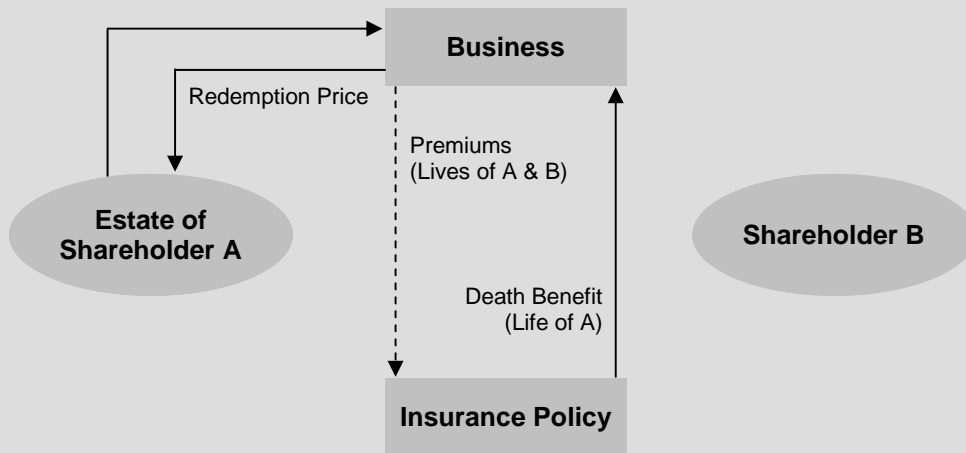 Business
Redemption Price
Premiums
(Lives of A & B)
Estate of
Shareholder A
Shareholder B
Death Benefit
(Life of A)
Insurance Policy